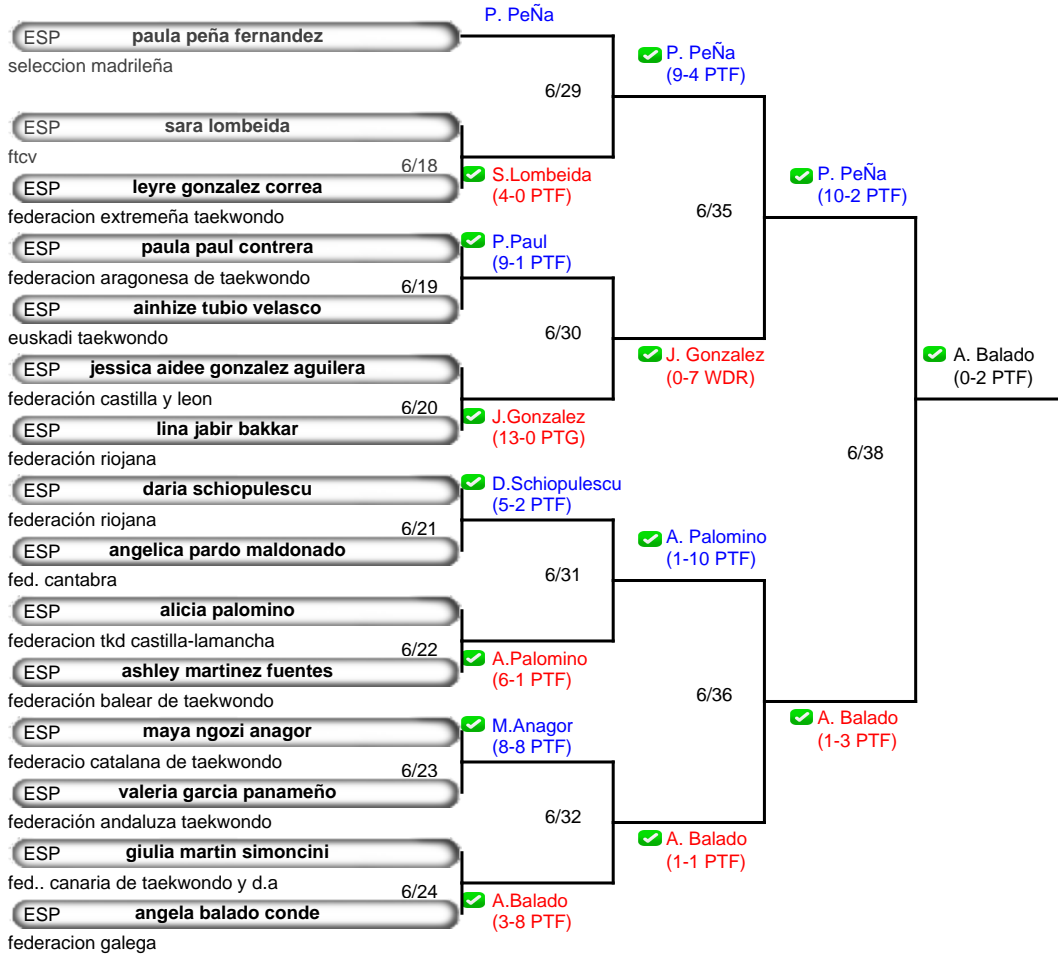 P. PeÑa
ESP paula peña fernandez
seleccion madrileña
P. PeÑa
(9-4 PTF)
6/29
ESP sara lombeida
ftcv
6/18
S.Lombeida
(4-0 PTF)
P. PeÑa
(10-2 PTF)
ESP leyre gonzalez correa
federacion extremeña taekwondo
6/35
ESP paula paul contrera
P.Paul
(9-1 PTF)
federacion aragonesa de taekwondo
6/19
ESP ainhize tubio velasco
euskadi taekwondo
6/30
J. Gonzalez
(0-7 WDR)
A. Balado
(0-2 PTF)
ESP jessica aidee gonzalez aguilera
federación castilla y leon
6/20
J.Gonzalez
(13-0 PTG)
ESP lina jabir bakkar
federación riojana
6/38
ESP daria schiopulescu
D.Schiopulescu
(5-2 PTF)
federación riojana
6/21
ESP angelica pardo maldonado
fed. cantabra
A. Palomino
(1-10 PTF)
6/31
ESP alicia palomino
federacion tkd castilla-lamancha
6/22
A.Palomino
(6-1 PTF)
ESP ashley martinez fuentes
federación balear de taekwondo
6/36
A. Balado
(1-3 PTF)
ESP maya ngozi anagor
M.Anagor
(8-8 PTF)
federacio catalana de taekwondo
6/23
ESP valeria garcia panameño
federación andaluza taekwondo
6/32
A. Balado
(1-1 PTF)
ESP giulia martin simoncini
fed.. canaria de taekwondo y d.a
6/24
A.Balado
(3-8 PTF)
ESP angela balado conde
federacion galega